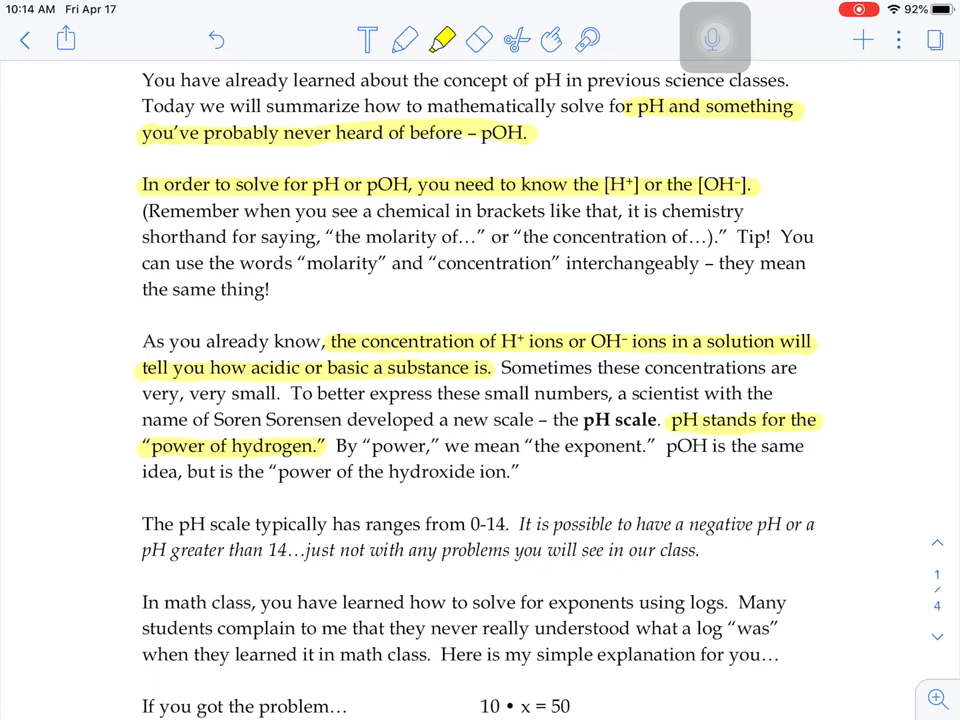 10:14 AM Fri Apr 17
92%
T
You have already learned about the concept of pH in previous science classes.
Today we will summarize how to mathematically solve for pH and something
you’ve probably never heard of before – pOH.
In order to solve for pH or pOH, you need to know the [H⁺] or the [OH⁻].
(Remember when you see a chemical in brackets like that, it is chemistry
shorthand for saying, “the molarity of…” or “the concentration of…).” Tip! You
can use the words “molarity” and “concentration” interchangeably – they mean
the same thing!
As you already know, the concentration of H⁺ ions or OH⁻ ions in a solution will
tell you how acidic or basic a substance is. Sometimes these concentrations are
very, very small. To better express these small numbers, a scientist with the
name of Soren Sorensen developed a new scale – the pH scale. pH stands for the
“power of hydrogen.” By “power,” we mean “the exponent.” pOH is the same
idea, but is the “power of the hydroxide ion.”
The pH scale typically has ranges from 0-14. It is possible to have a negative pH or a
pH greater than 14…just not with any problems you will see in our class.
1
/
4
In math class, you have learned how to solve for exponents using logs. Many
students complain to me that they never really understood what a log “was”
when they learned it in math class. Here is my simple explanation for you…
If you got the problem… 10 • x = 50